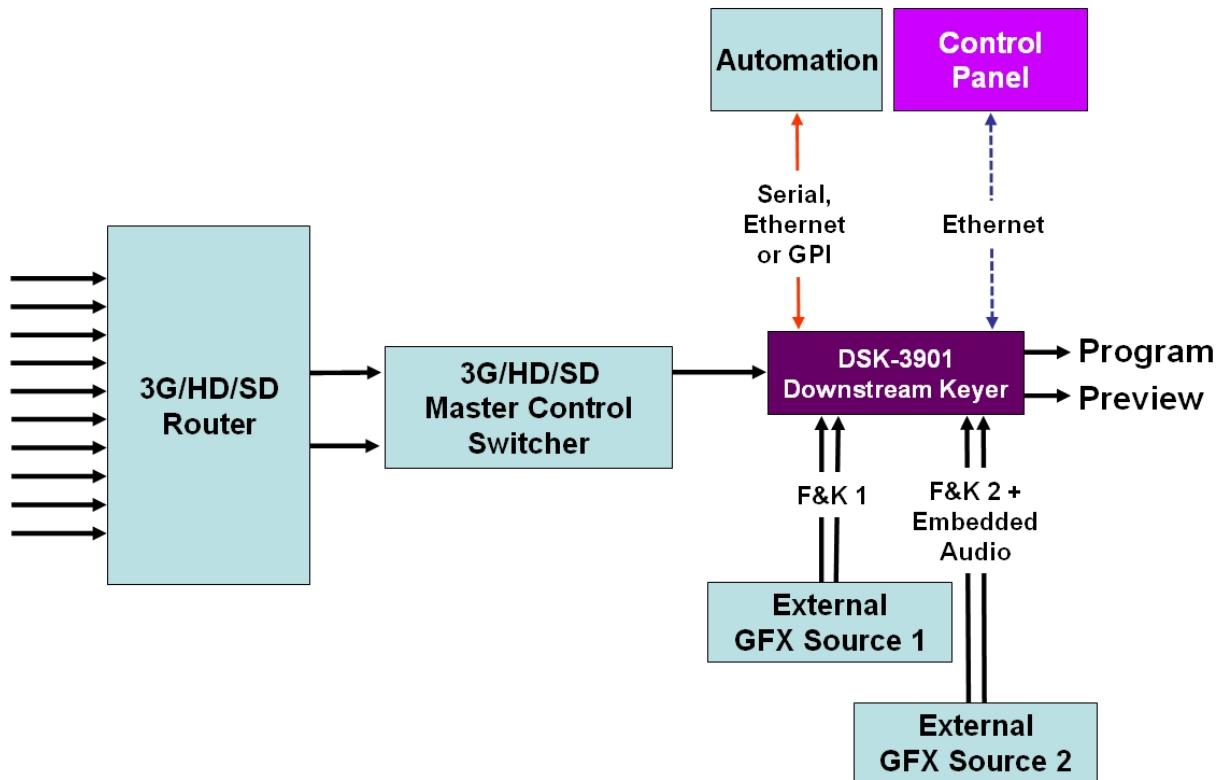 Automation
Control
Panel
Serial,
Ethernet
or GPI
Ethernet
3G/HD/SD
Router
3G/HD/SD
Master Control
Switcher
DSK-3901
Downstream Keyer
Program
Preview
F&K 1
F&K 2 +
Embedded
Audio
External
GFX Source 1
External
GFX Source 2